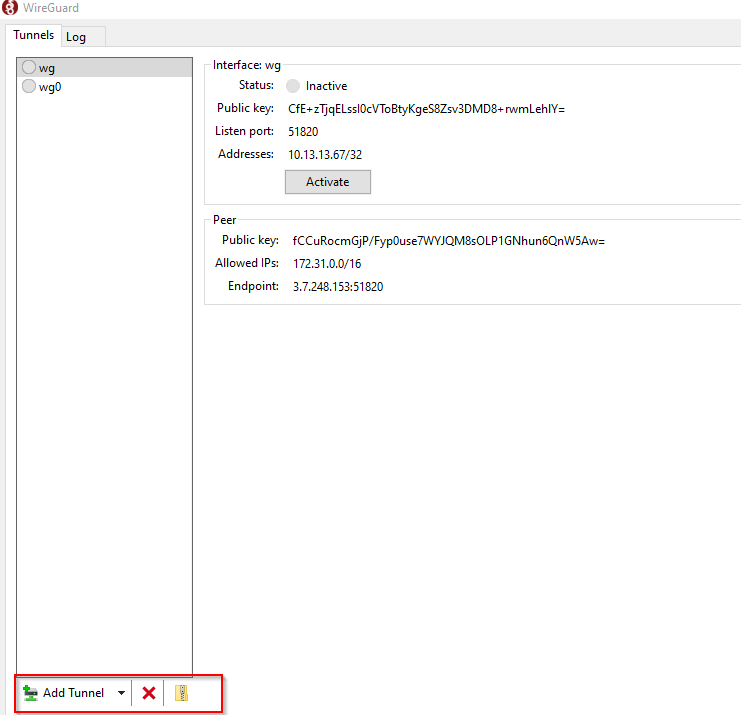 WireGuard
Tunnels
Log
wg
wg0
Interface: wg
Status: Inactive
Public key: CfE+zTjqELssI0cVToBtyKgeS8Zsv3DMD8+rwmLehlY=
Listen port: 51820
Addresses: 10.13.13.67/32
Activate
Peer
Public key: fCCuRocmGjP/Fyp0use7WYJQM8sOLP1GNhun6QnW5Aw=
Allowed IPs: 172.31.0.0/16
Endpoint: 3.7.248.153:51820
Add Tunnel